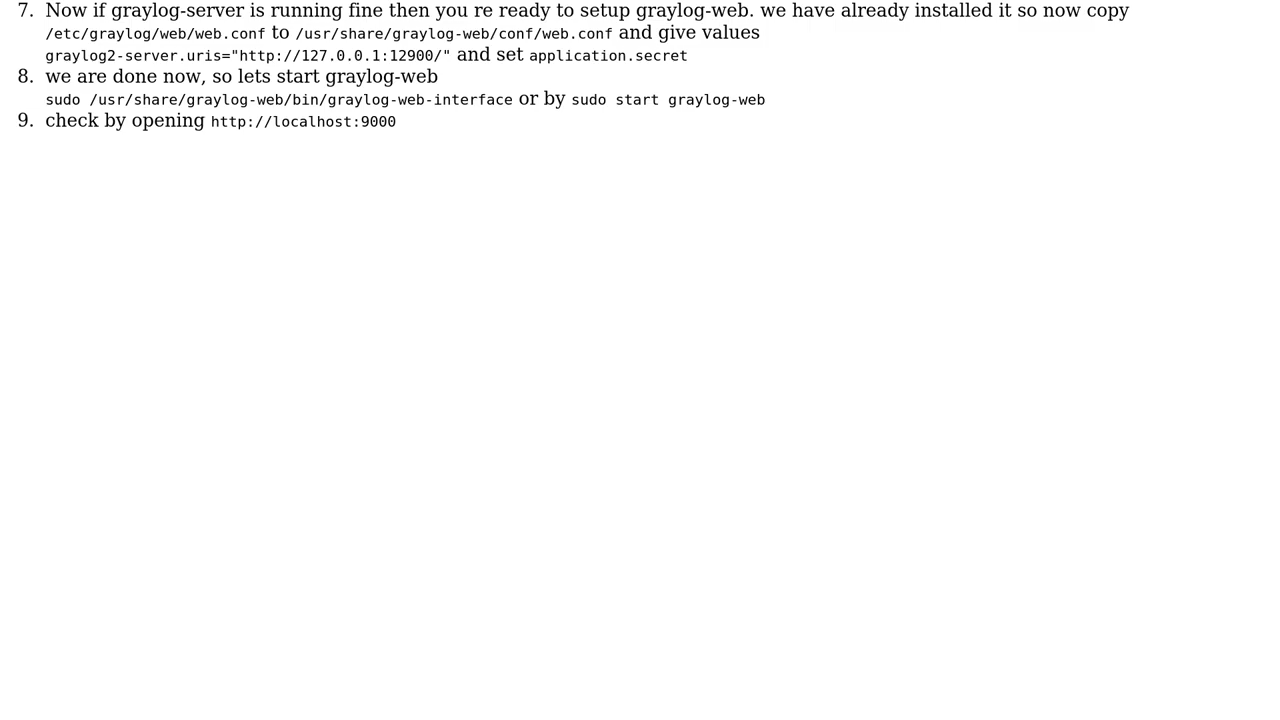 7. Now if graylog-server is running fine then you re ready to setup graylog-web. we have already installed it so now copy
/etc/graylog/web/web.conf to /usr/share/graylog-web/conf/web.conf and give values
graylog2-server.uris="http://127.0.0.1:12900/" and set application.secret
8. we are done now, so lets start graylog-web
sudo /usr/share/graylog-web/bin/graylog-web-interface or by sudo start graylog-web
9. check by opening http://localhost:9000